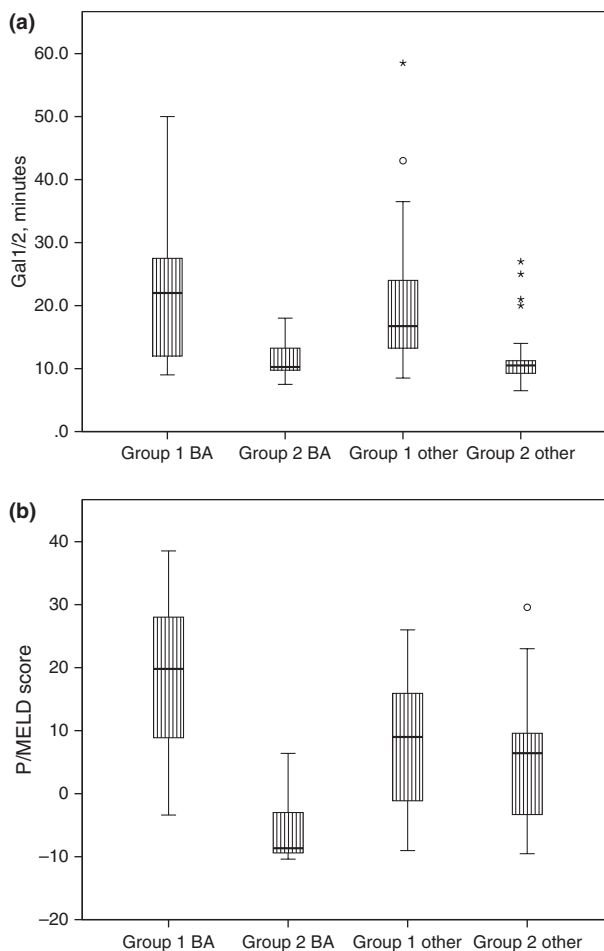 (a)
60.0
50.0
40.0
30.0
20.0
10.0
.0
Gal1/2, minutes
Group 1 BA Group 2 BA Group 1 other Group 2 other
(b)
40
30
20
10
0
−10
−20
P/MELD score
Group 1 BA Group 2 BA Group 1 other Group 2 other